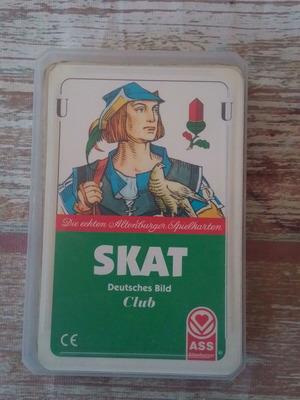 U U
Die echten Altenburger Spielkarten
SKAT
Deutsches Bild
Club
CE
ASS
Altenburger